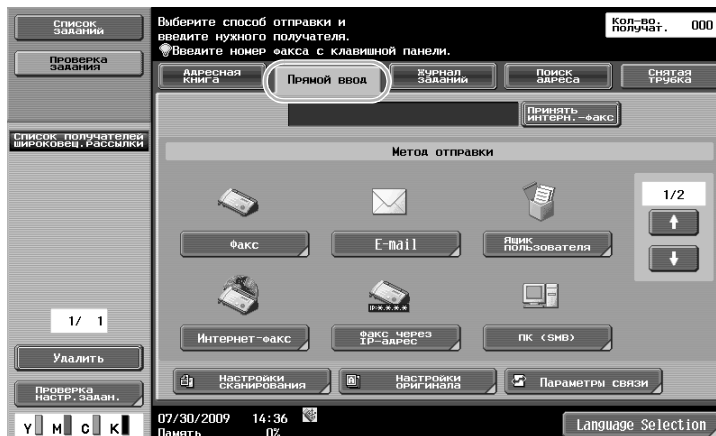 Список
заданий
Проверка
задания
Список получателей
широковец.рассылки
1/ 1
Удалить
Проверка
настр.задан.
Y M C K
Выберите способ отправки и
введите нужного получателя.
Введите номер факса с клавишной панели.
Кол-во.
получат. 000
Адресная
книга
Прямой ввод
Журнал
заданий
Поиск
адреса
Снятая
трубка
Принять
интерн.-факс
Метод отправки
1/2
Факс
E-mail
Ящик
пользователя
IP-*.*.*.*
Интернет-факс
Факс через
IP-адрес
ПК (SMB)
Настройки
сканирования
Настройки
оригинала
Параметры связи
07/30/2009 14:36
Память 0%
Language Selection